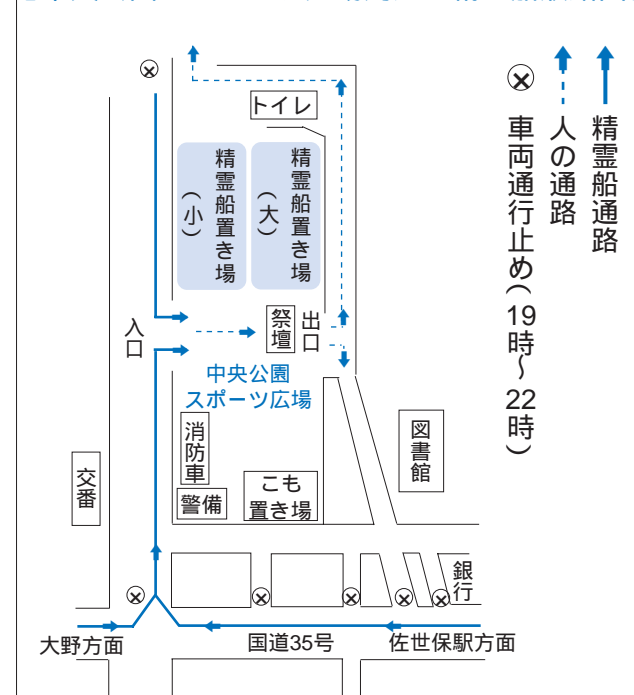 精霊船通路
人の通路
車両通行止め(19時～22時)
トイレ
精霊船置き場
(小)
精霊船置き場
(大)
入口
祭壇
出口
中央公園
スポーツ広場
消防車
警備
こも
置き場
図書館
交番
銀行
大野方面
国道35号
佐世保駅方面